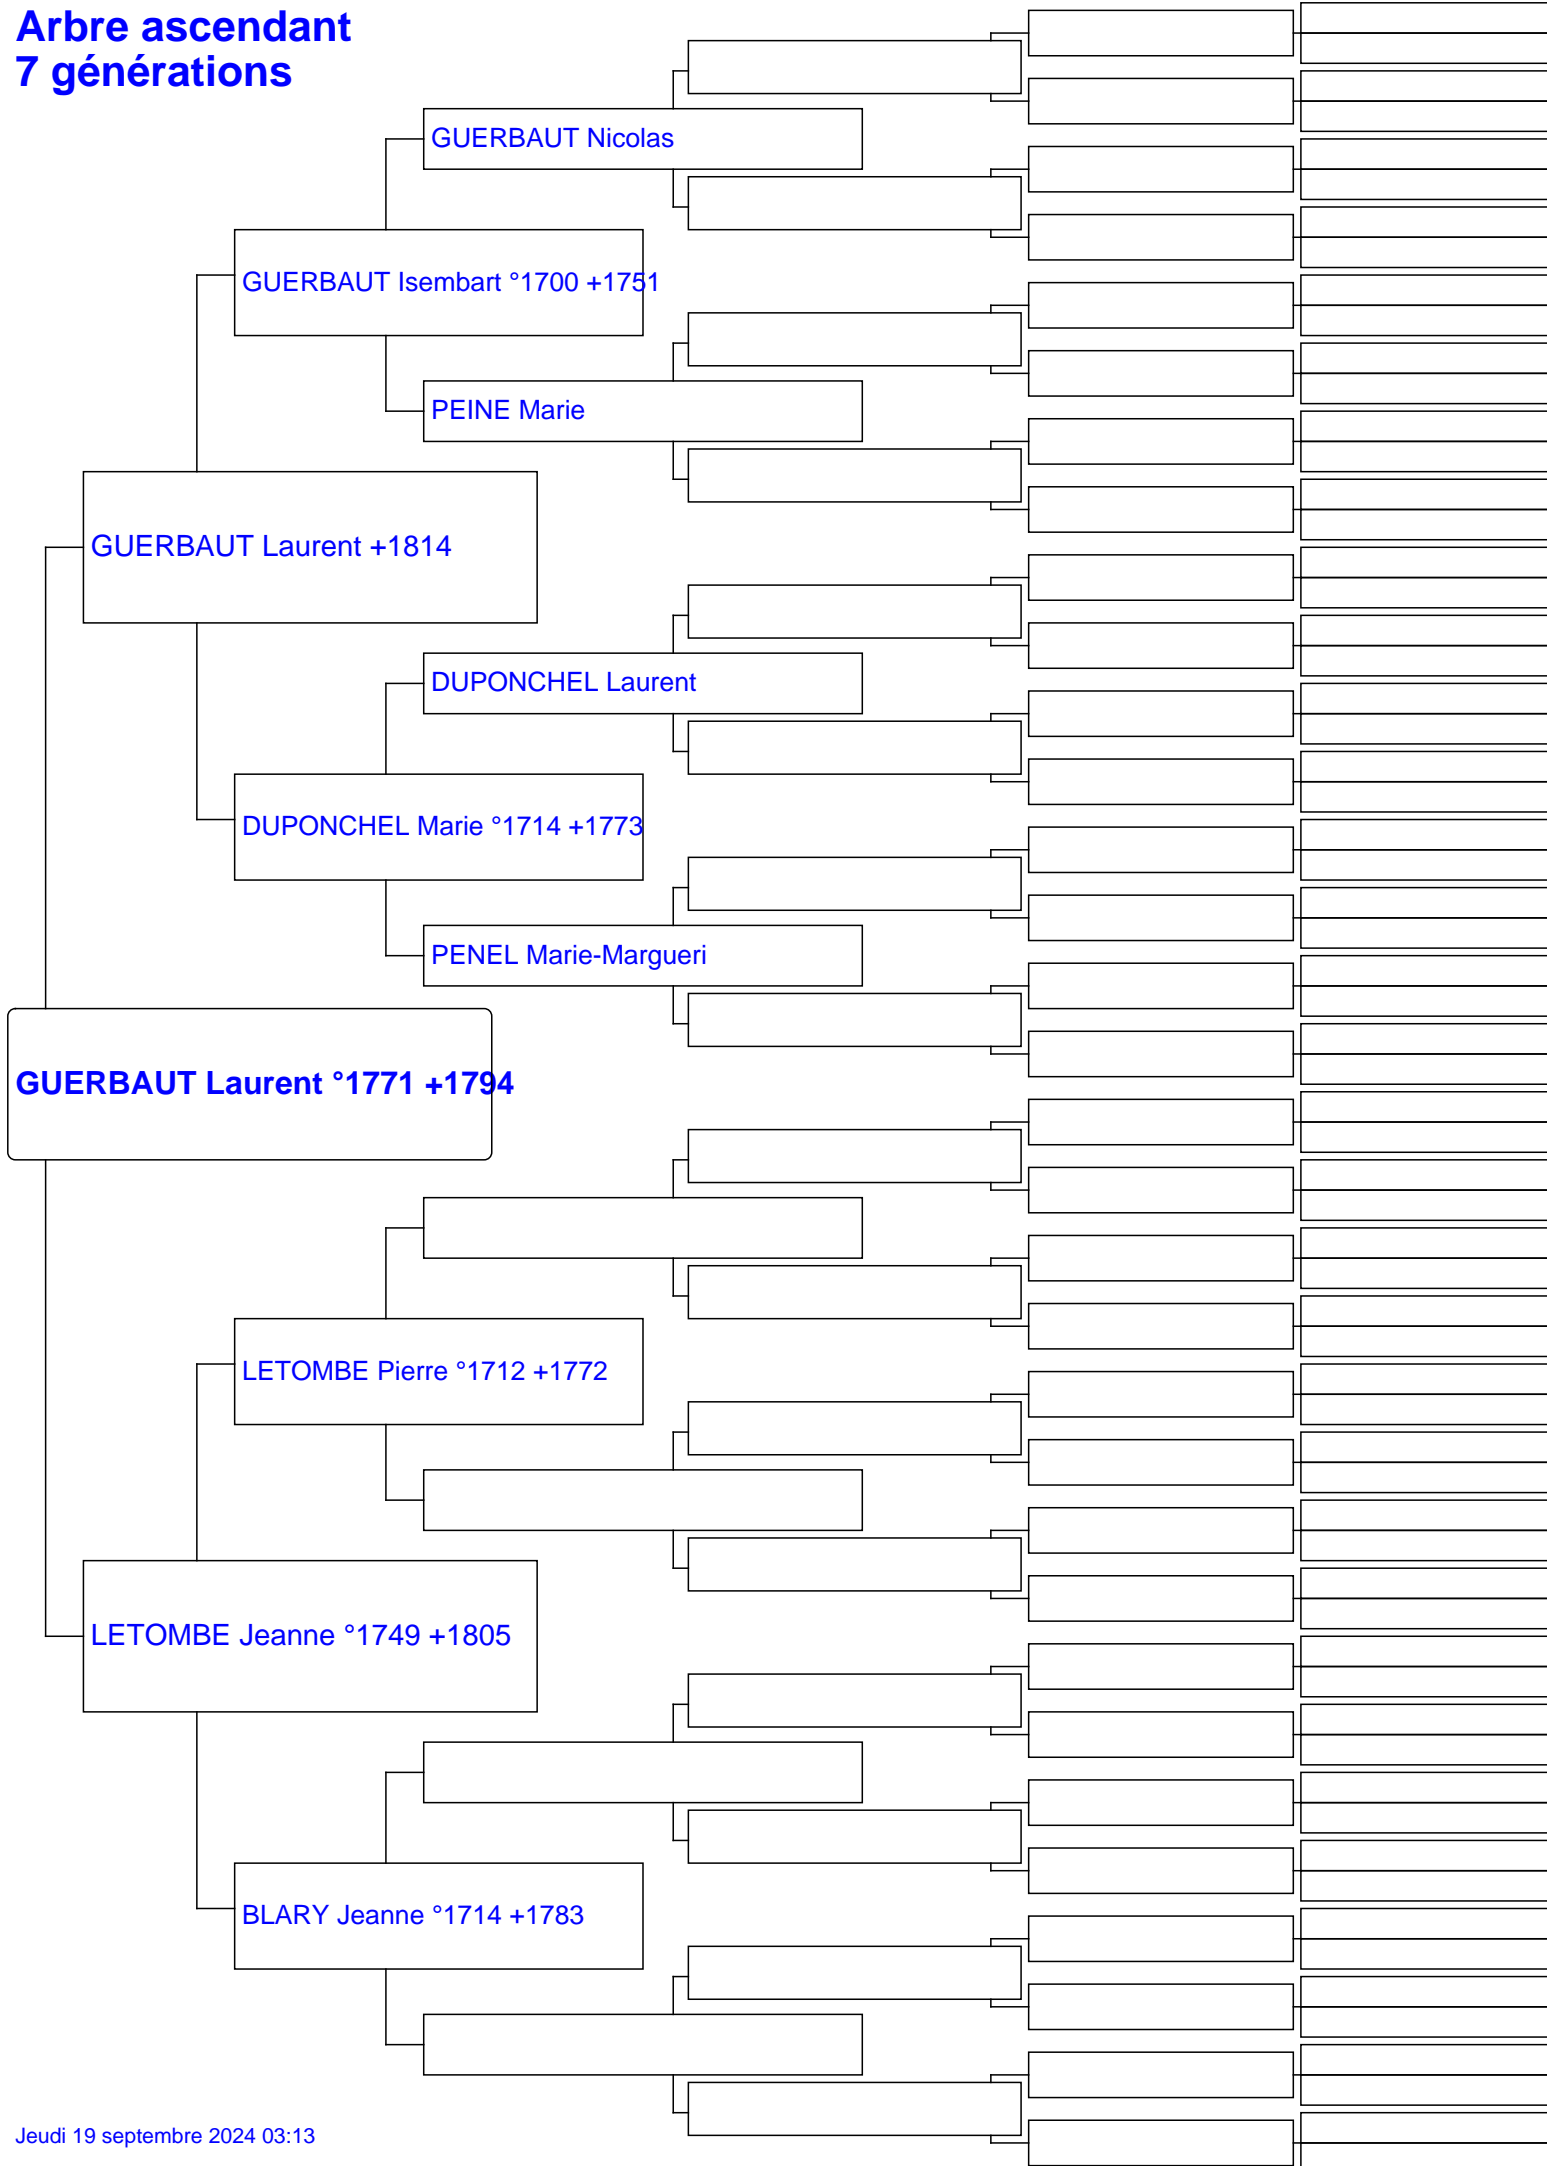 Arbre ascendant
7 générations
GUERBAUT Nicolas
GUERBAUT Isembart °1700 +1751
PEINE Marie
GUERBAUT Laurent +1814
DUPONCHEL Laurent
DUPONCHEL Marie °1714 +1773
PENEL Marie-Margueri
GUERBAUT Laurent °1771 +1794
LETOMBE Pierre °1712 +1772
LETOMBE Jeanne °1749 +1805
BLARY Jeanne °1714 +1783
Jeudi 19 septembre 2024 03:13